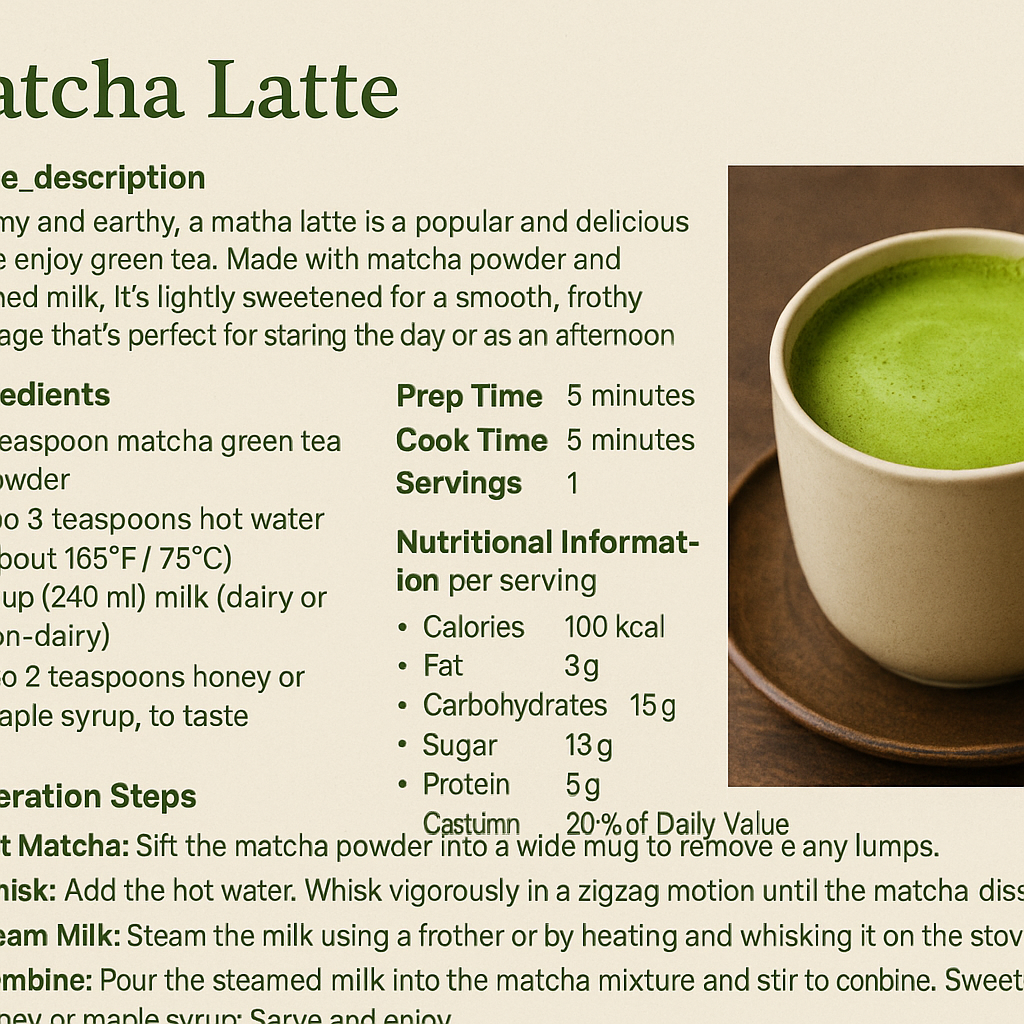 atcha Latte
e_description
my and earthy, a matha latte is a popular and delicious
e enjoy green tea. Made with matcha powder and
ned milk, It's lightly sweetened for a smooth, frothy
age that's perfect for staring the day or as an afternoon
edients
easpoon matcha green tea
owder
o 3 teaspoons hot water
bout 165°F / 75°C)
up (240 ml) milk (dairy or
on-dairy)
o 2 teaspoons honey or
aple syrup, to taste
Prep Time 5 minutes
Cook Time 5 minutes
Servings 1
Nutritional Informat-
ion per serving
• Calories 100 kcal
• Fat 3 g
• Carbohydrates 15 g
• Sugar 13 g
• Protein 5 g
Castumn 20·% of Daily Value
eration Steps
t Matcha: Sift the matcha powder into a wide mug to remove e any lumps.
hisk: Add the hot water. Whisk vigorously in a zigzag motion until the matcha diss
eam Milk: Steam the milk using a frother or by heating and whisking it on the stov
mbine: Pour the steamed milk into the matcha mixture and stir to conbine. Sweet
ney or maple syrup; Sarve and enjoy